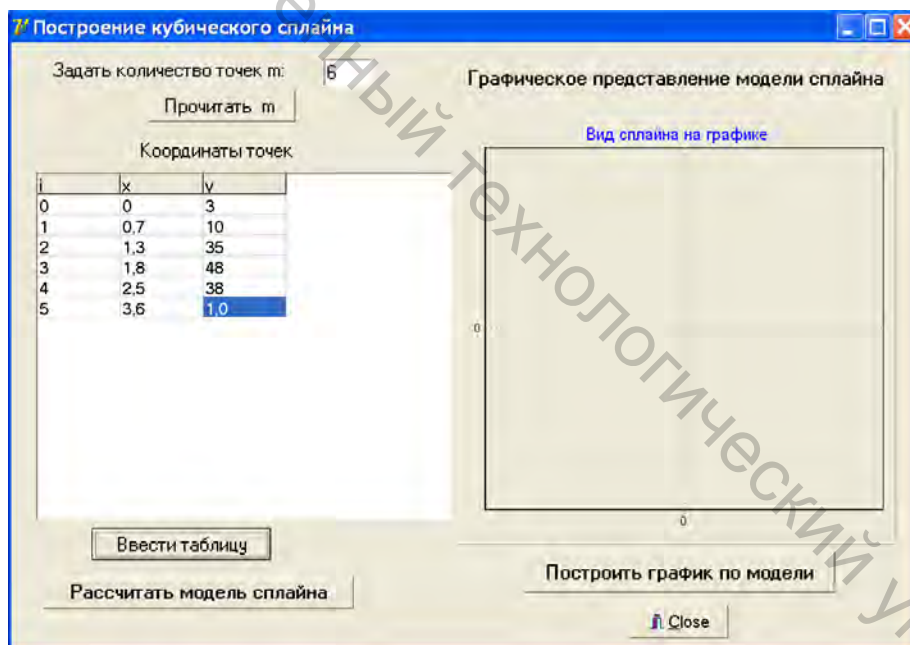 Построение кубического сплайна
Задать количество точек m: 6
Прочитать m
Координаты точек
i x y
0 0 3
1 0,7 10
2 1,3 35
3 1,8 48
4 2,5 38
5 3,6 1,0
Ввести таблицу
Рассчитать модель сплайна
Графическое представление модели сплайна
Вид сплайна на графике
0
0
Построить график по модели
Close
технологический